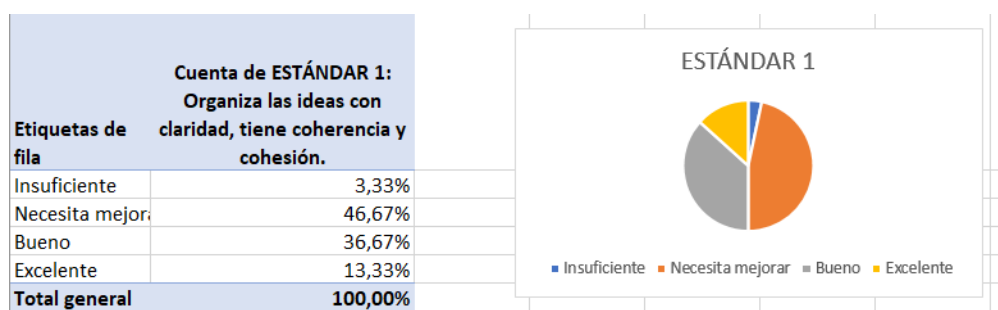 Etiquetas de
fila
Cuenta de ESTÁNDAR 1:
Organiza las ideas con
claridad, tiene coherencia y
cohesión.
Insuficiente 3,33%
Necesita mejora 46,67%
Bueno 36,67%
Excelente 13,33%
Total general 100,00%
ESTÁNDAR 1
Insuficiente Necesita mejorar Bueno Excelente